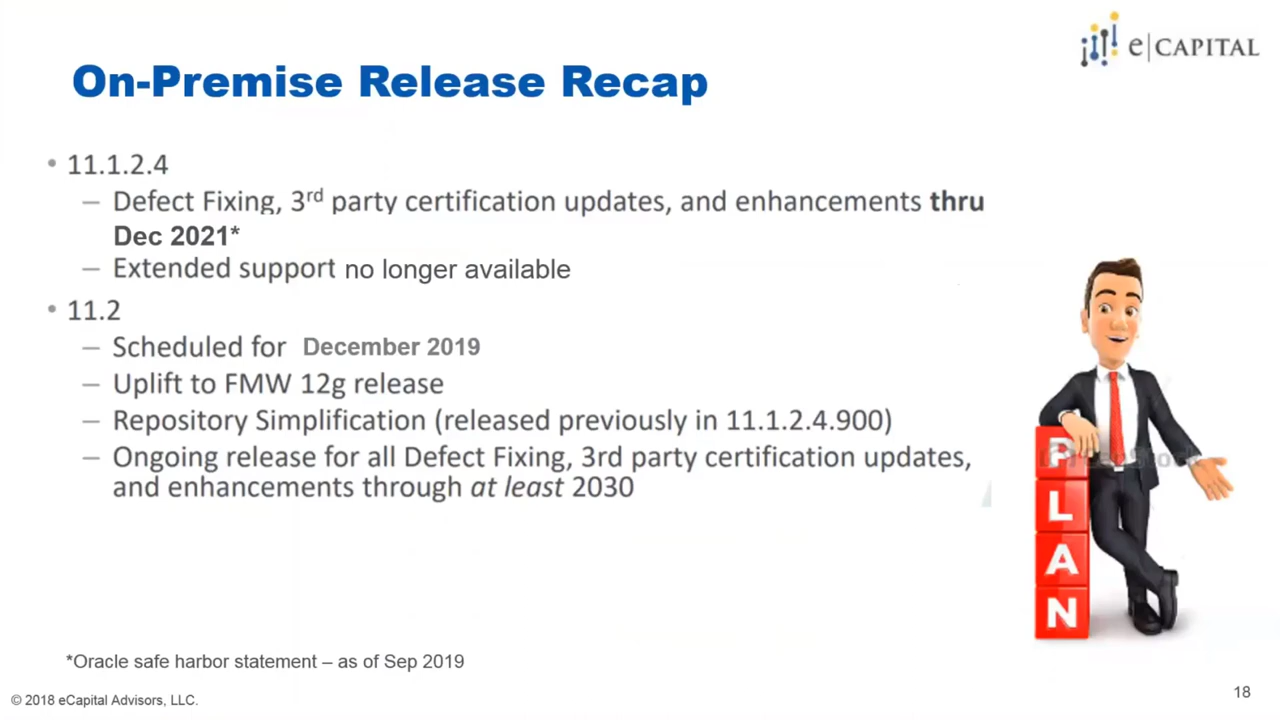 e|CAPITAL
On-Premise Release Recap
• 11.1.2.4
– Defect Fixing, 3rd party certification updates, and enhancements thru
Dec 2021*
– Extended support no longer available
• 11.2
– Scheduled for December 2019
– Uplift to FMW 12g release
– Repository Simplification (released previously in 11.1.2.4.900)
– Ongoing release for all Defect Fixing, 3rd party certification updates,
and enhancements through at least 2030
P
L
A
N
*Oracle safe harbor statement – as of Sep 2019
© 2018 eCapital Advisors, LLC.
18